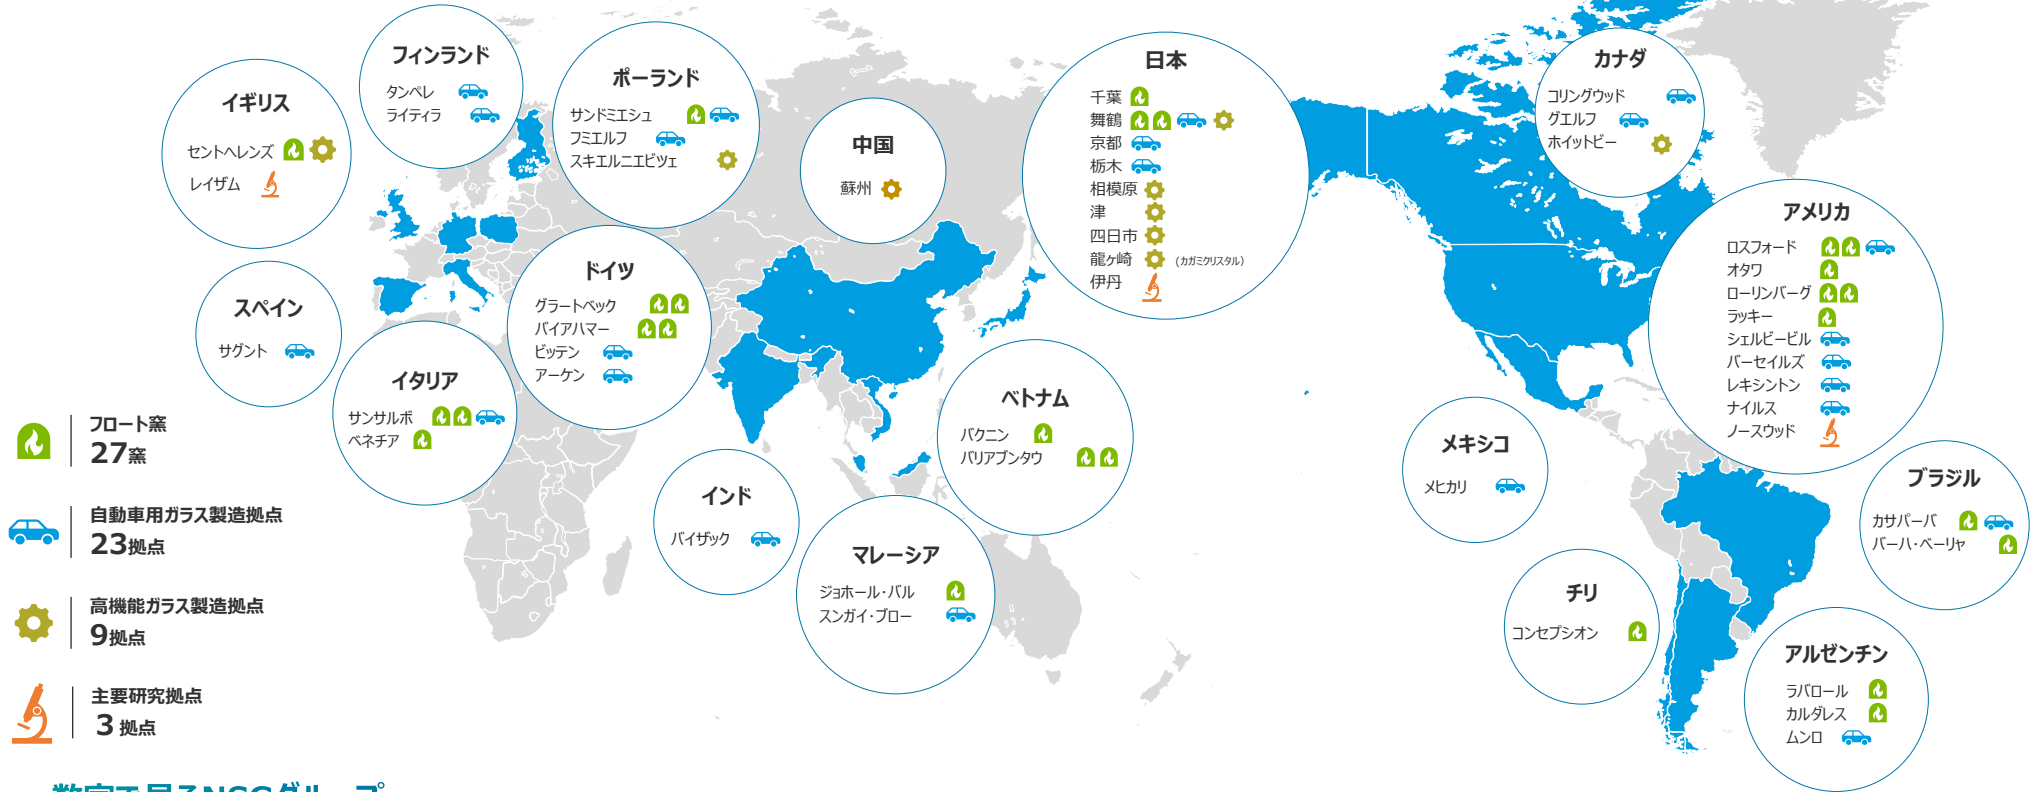 フィンランド
タンペレ
ライティラ
ポーランド
サンドミエシュ
フミエルフ
スキエルニエビツェ
イギリス
セントヘレンズ
レイザム
中国
蘇州
日本
千葉
舞鶴
京都
栃木
相模原
津
四日市
龍ヶ崎 (カガミクリスタル)
伊丹
カナダ
コリングウッド
グエルフ
ホイットビー
アメリカ
ロスフォード
オタワ
ローリンバーグ
ラッキー
シェルビービル
バーセイルズ
レキシントン
ナイルス
ノースウッド
スペイン
サグント
ドイツ
グラートベック
バイアハマー
ビッテン
アーケン
イタリア
サンサルボ
ベネチア
ベトナム
バクニン
バリアブンタウ
インド
バイザック
マレーシア
ジョホール・バル
スンガイ・ブロー
メキシコ
メヒカリ
ブラジル
カサパーバ
バーハ・ベーリャ
チリ
コンセプシオン
アルゼンチン
ラバロール
カルダレス
ムンロ
フロート窯
27窯
自動車用ガラス製造拠点
23拠点
高機能ガラス製造拠点
9拠点
主要研究拠点
3 拠点
数字で見るNSGグループ